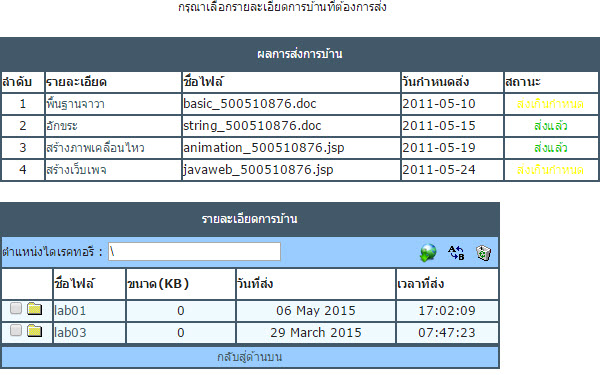 กรุณาเลือกรายละเอียดการบ้านที่ต้องการส่ง
ผลการส่งการบ้าน
ลำดับ รายละเอียด ชื่อไฟล์ วันกำหนดส่ง สถานะ
1 พื้นฐานจาวา basic_500510876.doc 2011-05-10 ส่งเกินกำหนด
2 อักขระ string_500510876.doc 2011-05-15 ส่งแล้ว
3 สร้างภาพเคลื่อนไหว animation_500510876.jsp 2011-05-19 ส่งแล้ว
4 สร้างเว็บเพจ javaweb_500510876.jsp 2011-05-24 ส่งเกินกำหนด
รายละเอียดการบ้าน
ตำแหน่งไดเรคทอรี : \
ชื่อไฟล์ ขนาด(KB) วันที่ส่ง เวลาที่ส่ง
lab01 0 06 May 2015 17:02:09
lab03 0 29 March 2015 07:47:23
กลับสู่ด้านบน